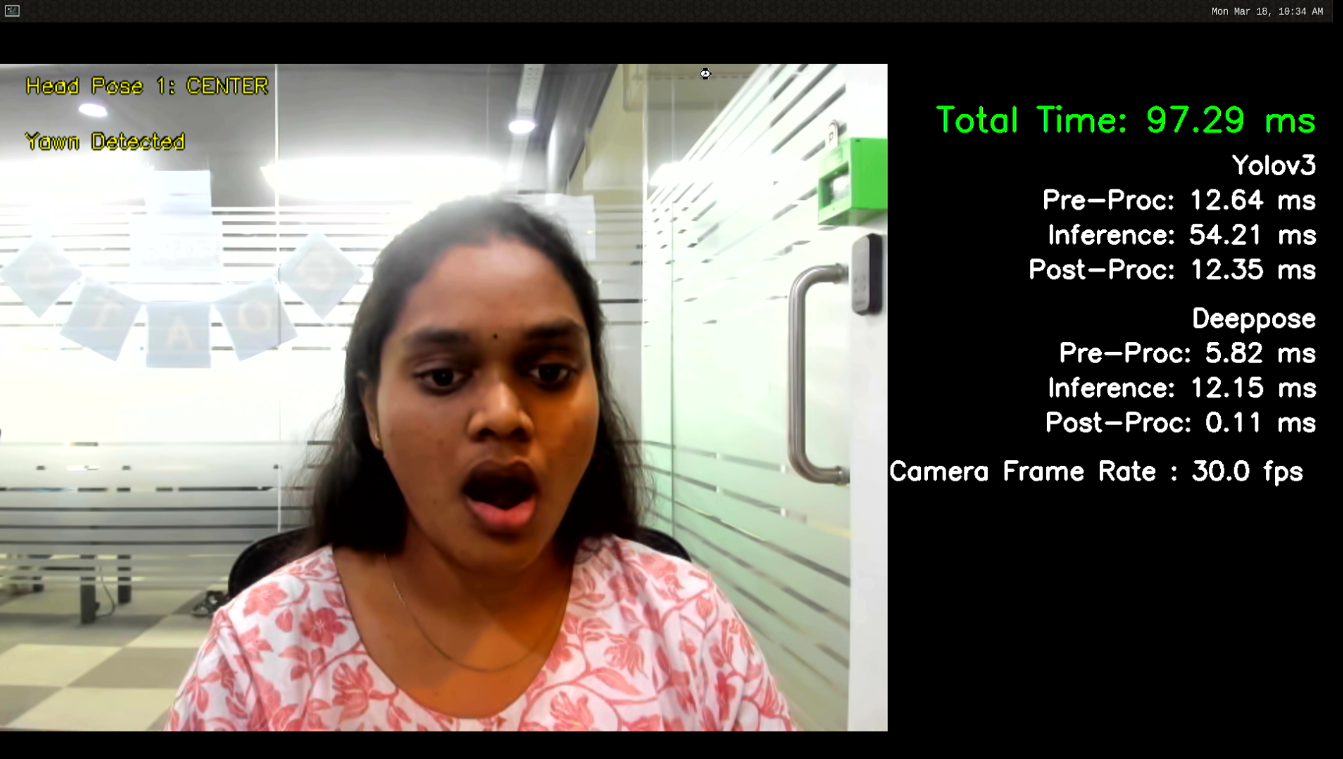 Mon Mar 18, 10:34 AM
Head Pose 1: CENTER
Yawn Detected
T A O
Total Time: 97.29 ms
Yolov3
Pre-Proc: 12.64 ms
Inference: 54.21 ms
Post-Proc: 12.35 ms
Deeppose
Pre-Proc: 5.82 ms
Inference: 12.15 ms
Post-Proc: 0.11 ms
Camera Frame Rate : 30.0 fps